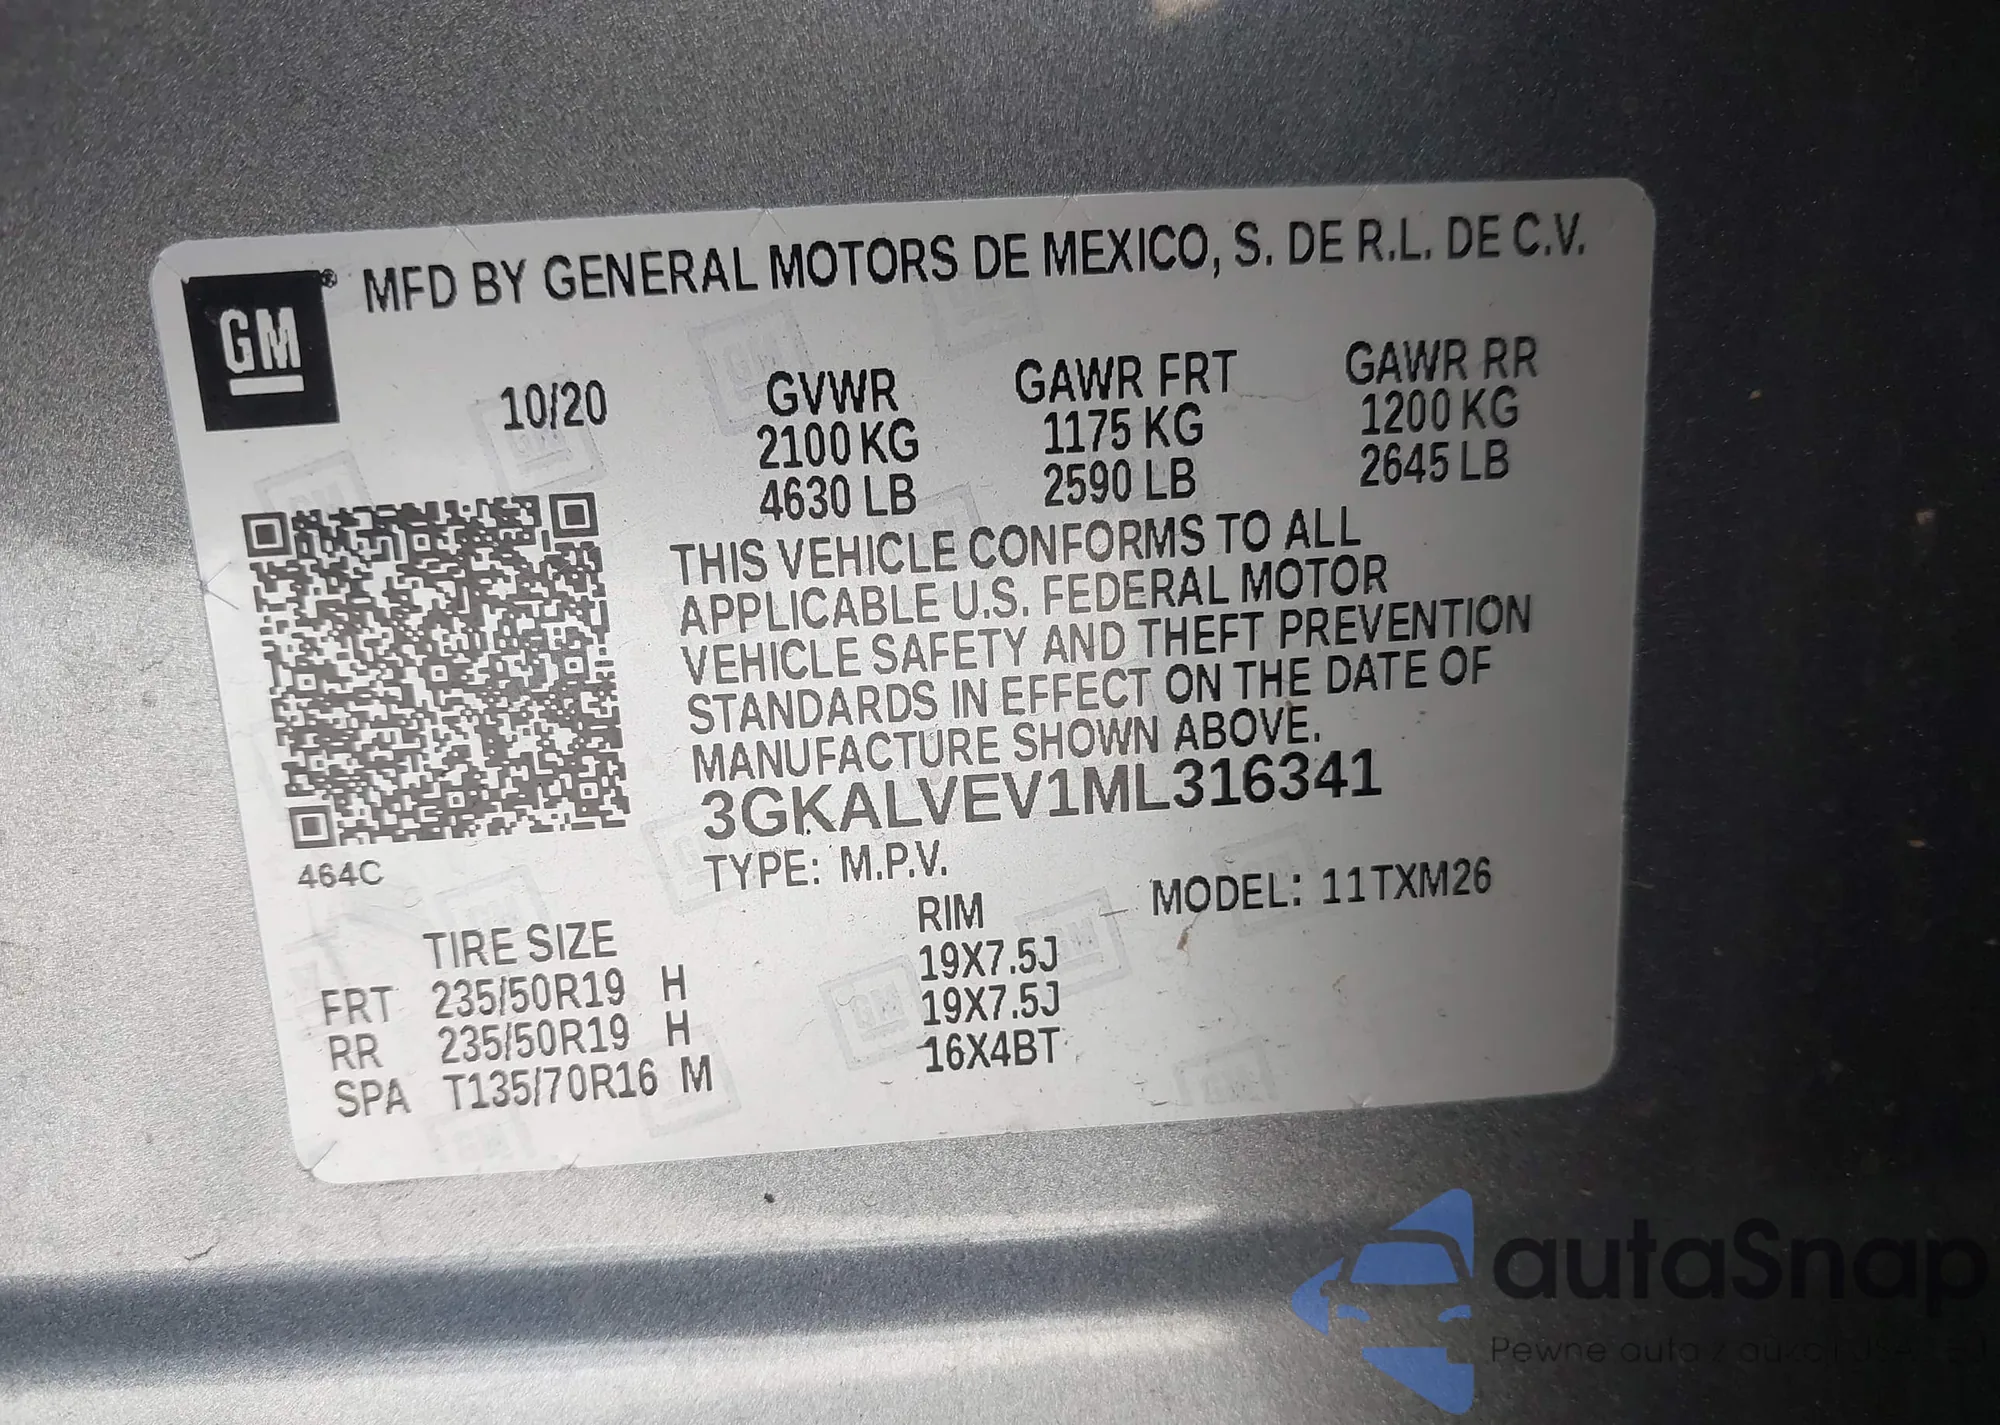 GM ® MFD BY GENERAL MOTORS DE MEXICO, S. DE R.L. DE C.V.
10/20 GVWR GAWR FRT GAWR RR
2100 KG 1175 KG 1200 KG
4630 LB 2590 LB 2645 LB
THIS VEHICLE CONFORMS TO ALL
APPLICABLE U.S. FEDERAL MOTOR
VEHICLE SAFETY AND THEFT PREVENTION
STANDARDS IN EFFECT ON THE DATE OF
MANUFACTURE SHOWN ABOVE.
3GKALVEV1ML316341
464C TYPE: M.P.V. MODEL: 11TXM26
TIRE SIZE RIM
FRT 235/50R19 H 19X7.5J
RR 235/50R19 H 19X7.5J
SPA T135/70R16 M 16X4BT
autaSnap
Pewne auta z aukcji